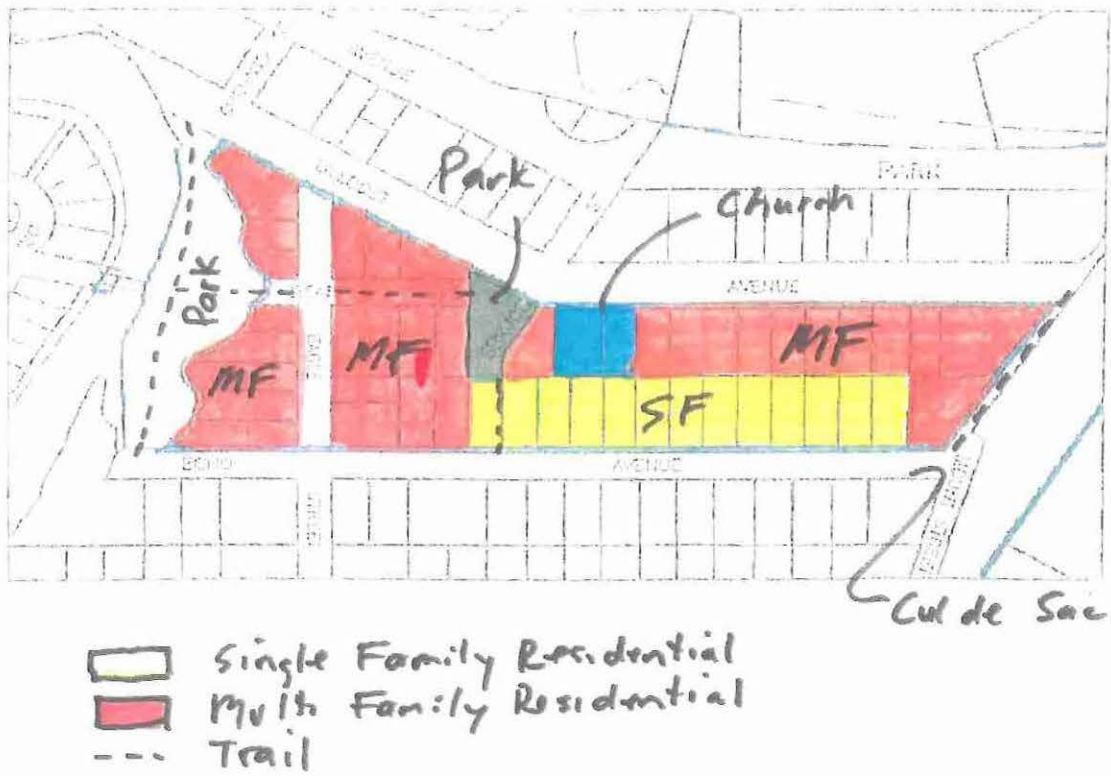 AVENUE
Park
PARK
Church
AVENUE
Park
MF
MF
MF
SF
AVENUE
Cul de Sac
Single Family Residential
Multi Family Residential
Trail